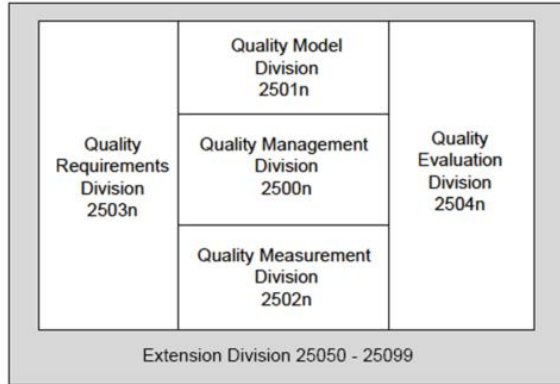 Quality
Requirements
Division
2503n
Quality Model
Division
2501n
Quality Management
Division
2500n
Quality Measurement
Division
2502n
Quality
Evaluation
Division
2504n
Extension Division 25050 - 25099